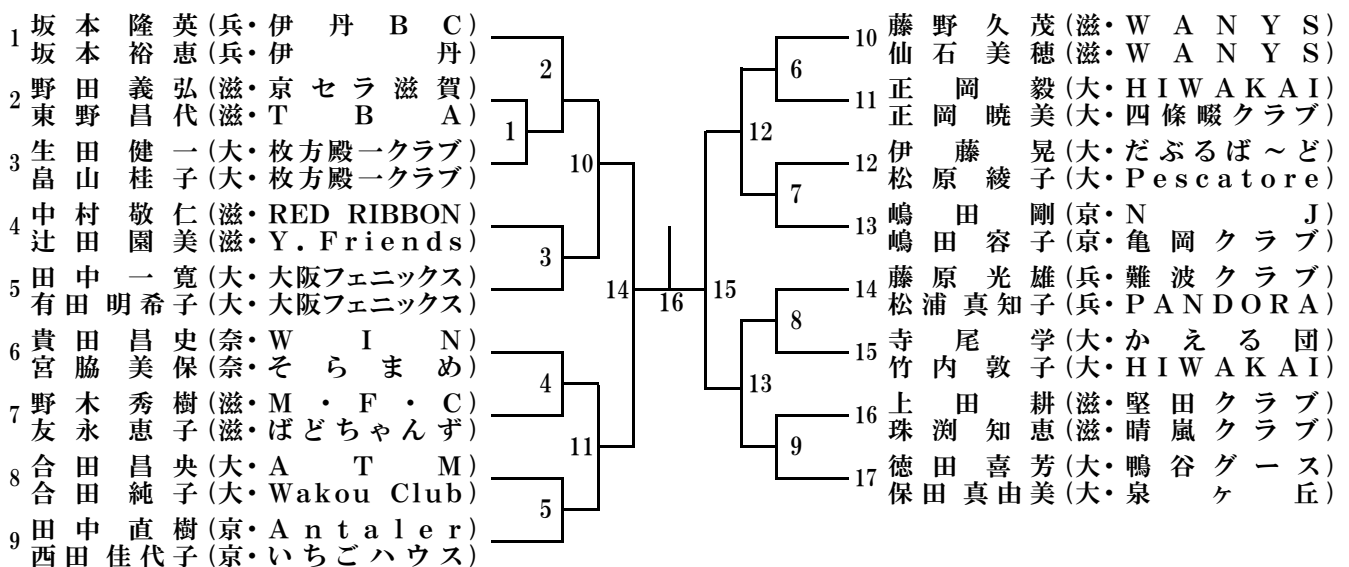 1 坂本隆英(兵・伊丹BC)
坂本裕恵(兵・伊丹)
2 野田義弘(滋・京セラ滋賀)
東野昌代(滋・TBA)
3 生田健一(大・枚方殿一クラブ)
畠山桂子(大・枚方殿一クラブ)
4 中村敬仁(滋・RED RIBBON)
辻田園美(滋・Y.Friends)
5 田中一寛(大・大阪フェニックス)
有田明希子(大・大阪フェニックス)
6 貴田昌史(奈・WIN)
宮脇美保(奈・そらまめ)
7 野木秀樹(滋・M・F・C)
友永恵子(滋・ばどちゃんず)
8 合田昌央(大・ATM)
合田純子(大・Wakou Club)
9 田中直樹(京・Antaler)
西田佳代子(京・いちごハウス)
2
1
10
3
14
4
11
5
16
15
6
12
7
8
13
9
10 藤野久茂(滋・WANYS)
仙石美穂(滋・WANYS)
11 正岡毅(大・HIWAKAI)
正岡暁美(大・四條畷クラブ)
12 伊藤晃(大・だぶるば～ど)
松原綾子(大・Pescatore)
13 嶋田剛(京・NJ)
嶋田容子(京・亀岡クラブ)
14 藤原光雄(兵・難波クラブ)
松浦真知子(兵・PANDORA)
15 寺尾学(大・かえる団)
竹内敦子(大・HIWAKAI)
16 上田耕(滋・堅田クラブ)
珠渕知恵(滋・晴嵐クラブ)
17 徳田喜芳(大・鴨谷グース)
保田真由美(大・泉ヶ丘)